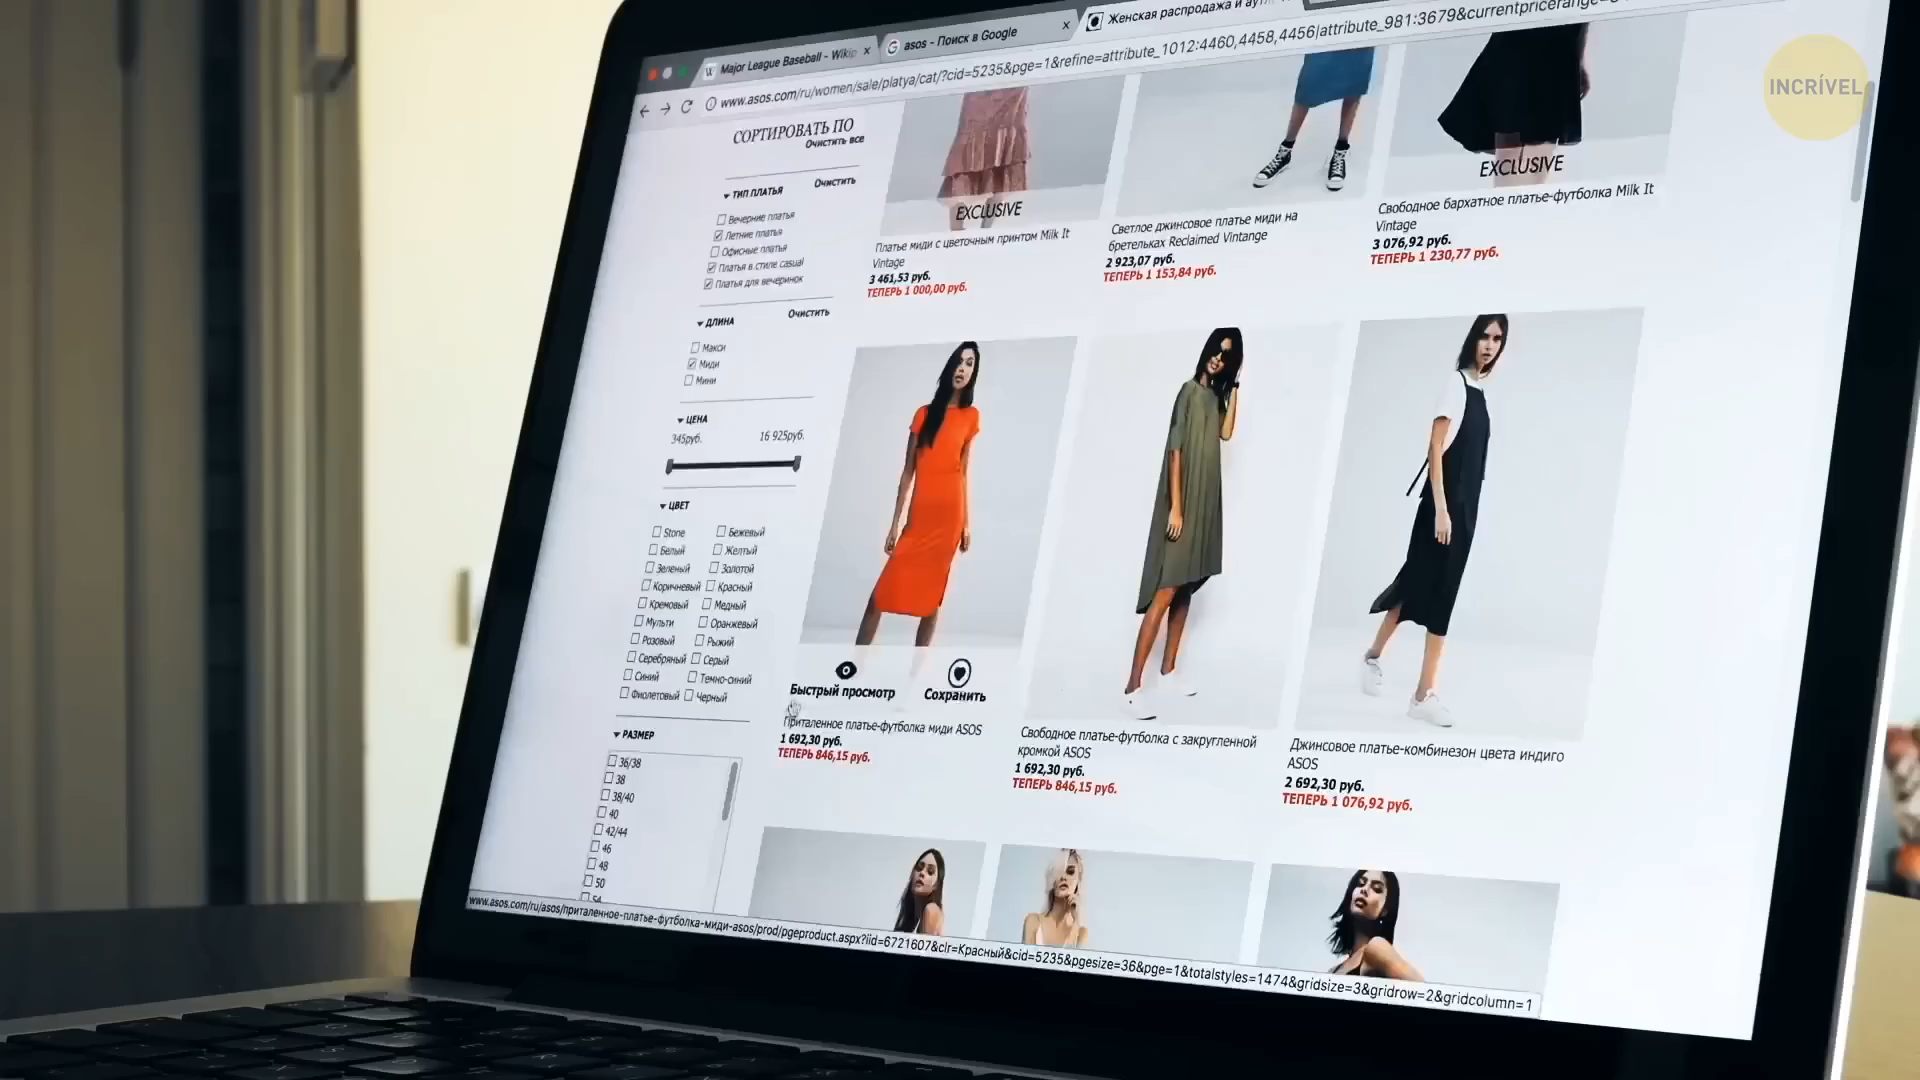 INCRÍVEL
Major League Baseball - Wikip
asos - Поиск в Google
Женская распродажа и аут
www.asos.com/ru/women/sale/platya/cat/?cid=5235&pge=1&refine=attribute_1012:4460,4458,4456|attribute_981:3679&currentpricerange=
СОРТИРОВАТЬ ПО
Очистить все
ТИП ПЛАТЬЯ
Очистить
Вечерние платья
Летние платья
Офисные платья
Платья в стиле casual
Платья для вечеринок
ДЛИНА
Очистить
Макси
Миди
Мини
ЦЕНА
345руб.
16 925руб.
ЦВЕТ
Stone
Бежевый
Белый
Желтый
Зеленый
Золотой
Коричневый
Красный
Кремовый
Медный
Мульти
Оранжевый
Розовый
Рыжий
Серебряный
Серый
Синий
Темно-синий
Фиолетовый
Черный
РАЗМЕР
36/38
38
38/40
40
42/44
46
48
50
54
EXCLUSIVE
Платье миди с цветочным принтом Milk It
Vintage
3 461,53 руб.
ТЕПЕРЬ 1 000,00 руб.
Светлое джинсовое платье миди на
бретельках Reclaimed Vintange
2 923,07 руб.
ТЕПЕРЬ 1 153,84 руб.
EXCLUSIVE
Свободное бархатное платье-футболка Milk It
Vintage
3 076,92 руб.
ТЕПЕРЬ 1 230,77 руб.
Быстрый просмотр
Сохранить
Приталенное платье-футболка миди ASOS
1 692,30 руб.
ТЕПЕРЬ 846,15 руб.
Свободное платье-футболка с закругленной
кромкой ASOS
1 692,30 руб.
ТЕПЕРЬ 846,15 руб.
Джинсовое платье-комбинезон цвета индиго
ASOS
2 692,30 руб.
ТЕПЕРЬ 1 076,92 руб.
www.asos.com/ru/asos/приталенное-платье-футболка-миди-asos/prod/pgeproduct.aspx?iid=6721607&clr=Красный&cid=5235&pgesize=36&pge=1&totalstyles=1474&gridsize=3&gridrow=2&gridcolumn=1